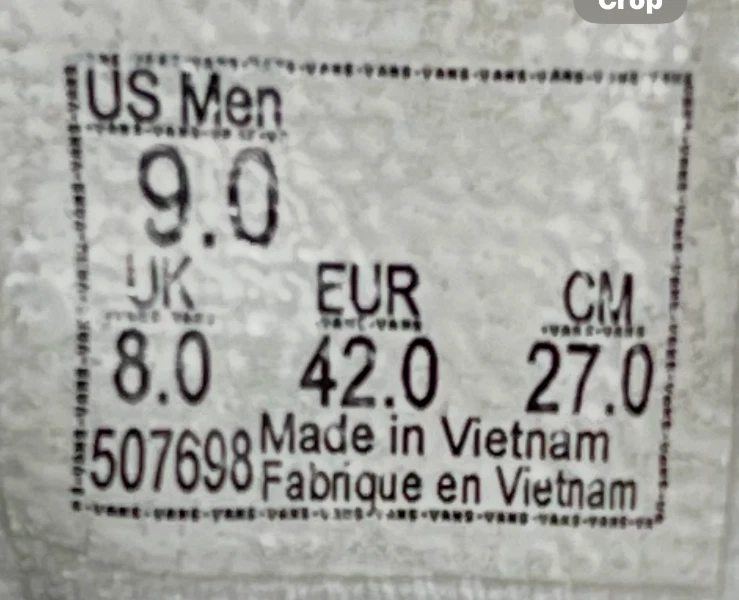 Crop
US Men
9.0
UK EUR CM
8.0 42.0 27.0
507698 Made in Vietnam
Fabrique en Vietnam